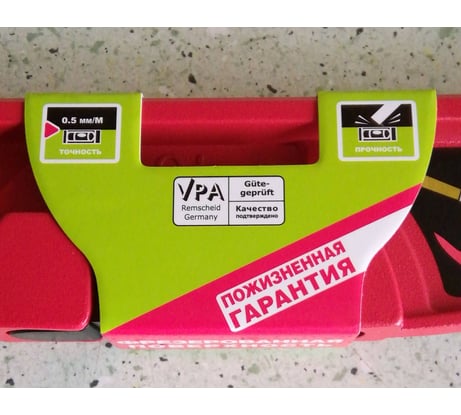 0.5 мм/М
ТОЧНОСТЬ
ПРОЧНОСТЬ
VPA
Remscheid
Germany
Güte-
geprüft
Качество
подтверждено
ПОЖИЗНЕННАЯ
ГАРАНТИЯ